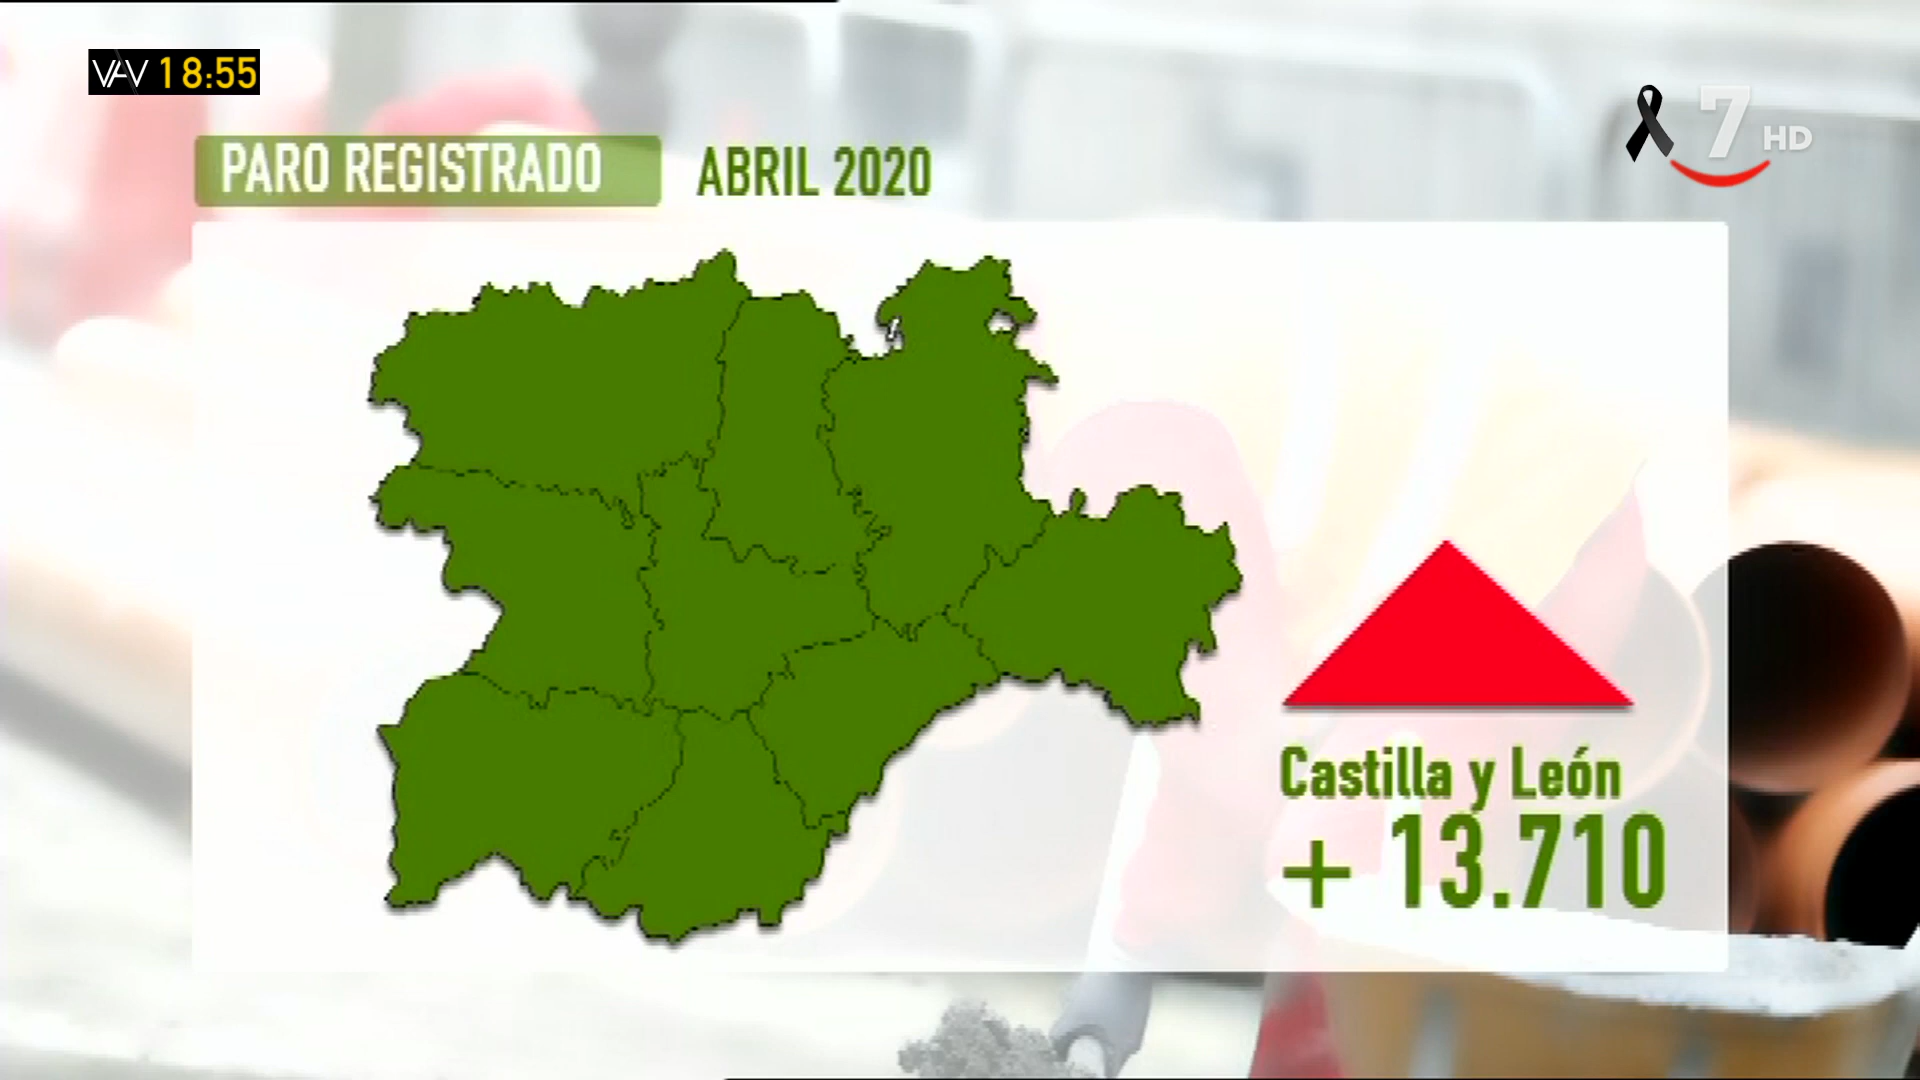 VAV 18:55
7 HD
PARO REGISTRADO ABRIL 2020
Castilla y León
+ 13.710